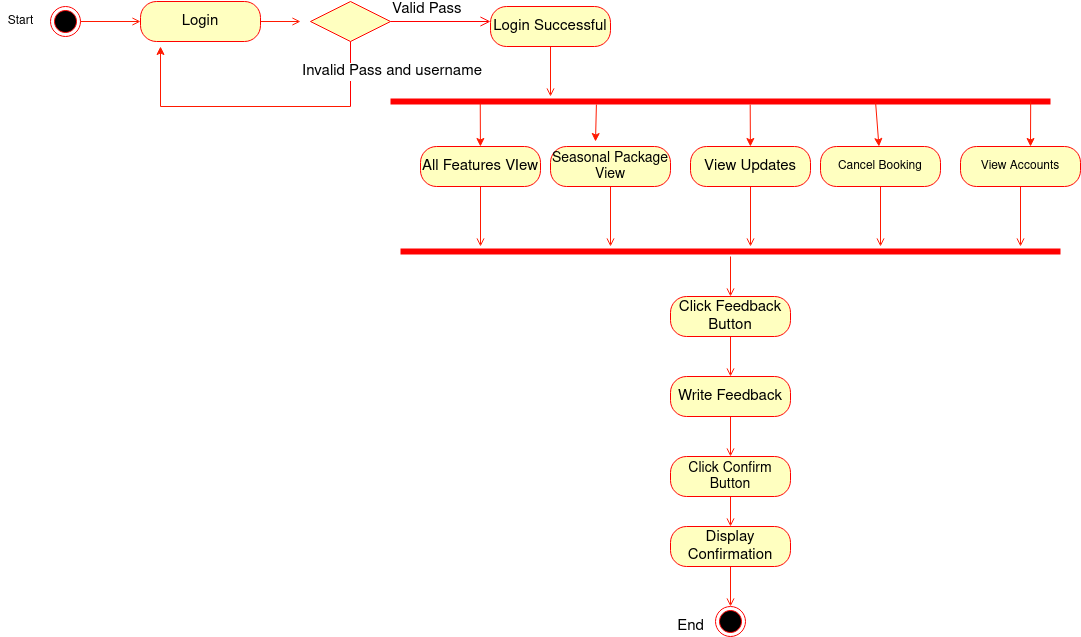 Start
Login
Valid Pass
Login Successful
Invalid Pass and username
All Features VIew
Seasonal Package
View
View Updates
Cancel Booking
View Accounts
Click Feedback
Button
Write Feedback
Click Confirm
Button
Display
Confirmation
End